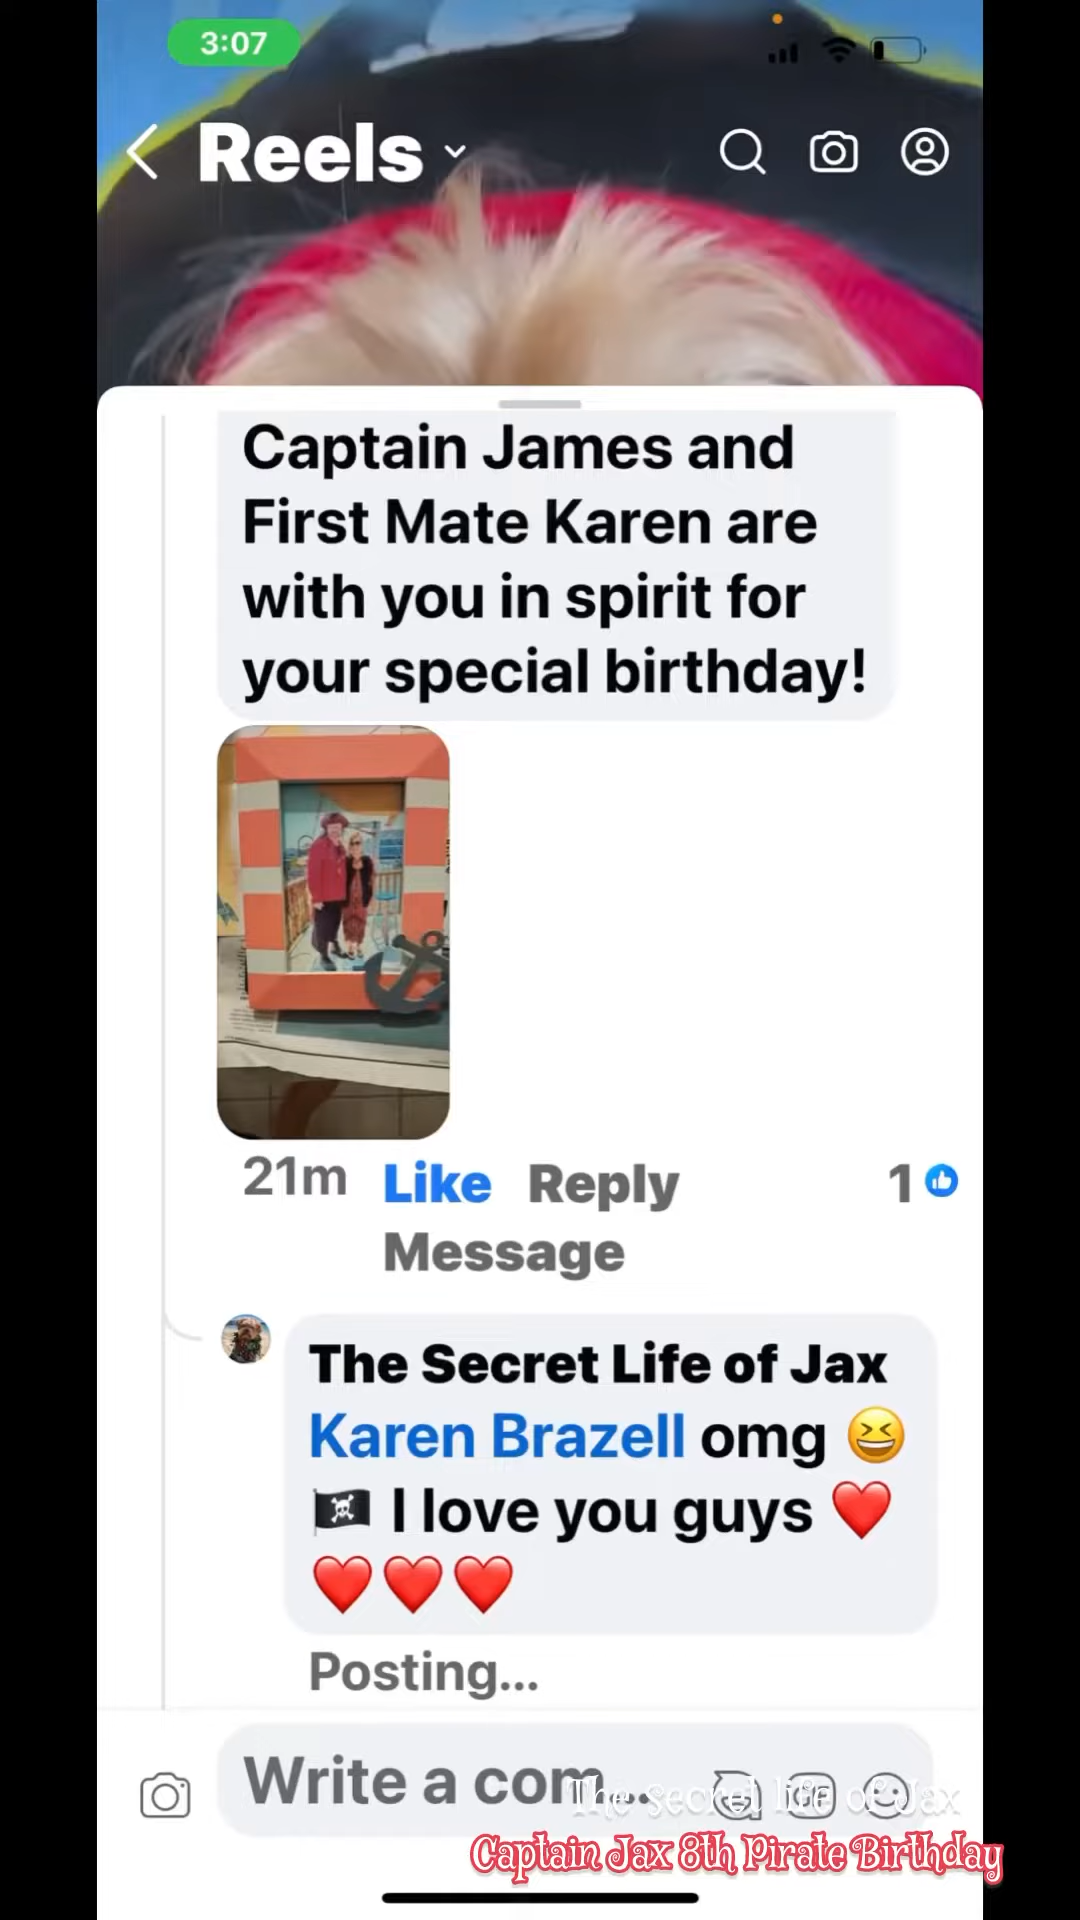 3:07
Reels
Captain James and
First Mate Karen are
with you in spirit for
your special birthday!
21m Like Reply 1
Message
The Secret Life of Jax
Karen Brazell omg 😆
🏴‍☠️ I love you guys ❤️
❤️❤️❤️
Posting...
Write a com...
The secret life of Jax
Captain Jax 8th Pirate Birthday